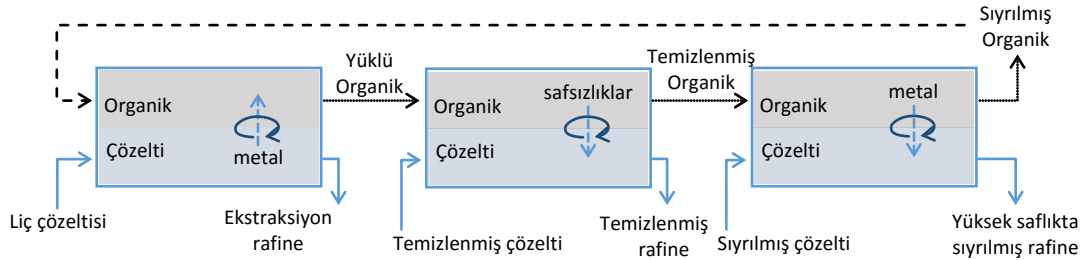 Sıyrılmış
Organik
Yüklü
Organik
Temizlenmiş
Organik
Organik
metal
Çözelti
Organik
safsızlıklar
Çözelti
Organik
metal
Çözelti
Liç çözeltisi
Ekstraksiyon
rafine
Temizlenmiş çözelti
Temizlenmiş
rafine
Sıyrılmış çözelti
Yüksek saflıkta
sıyrılmış rafine